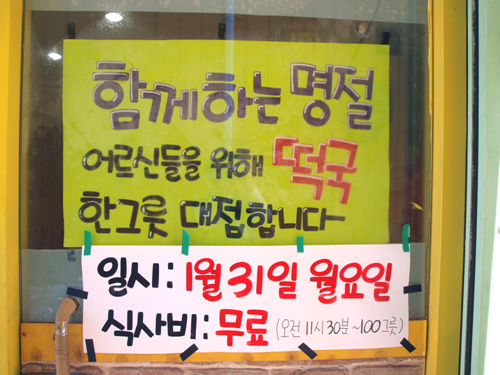 함께하는 명절
어르신들을 위해 떡국
한그릇 대접합니다~
일시: 1월 31일 월요일
식사비: 무료 (오전 11시 30분 ~ 100그릇)